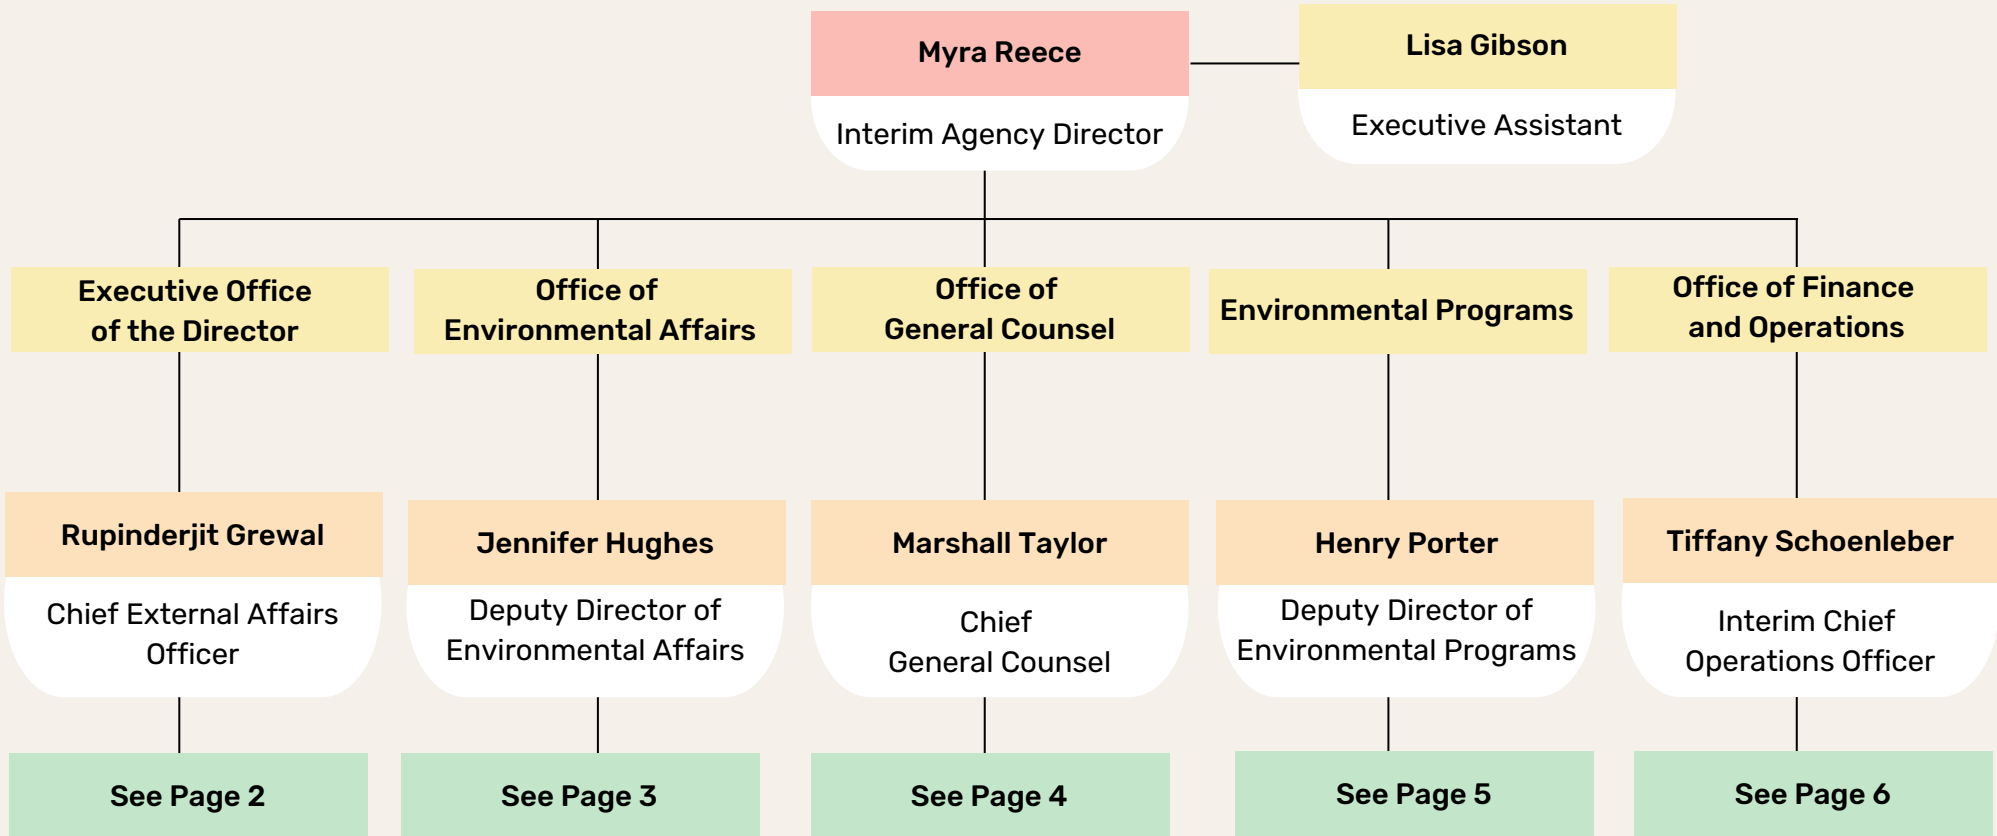 Myra Reece
Interim Agency Director
Lisa Gibson
Executive Assistant
Executive Office
of the Director
Office of
Environmental Affairs
Office of
General Counsel
Environmental Programs
Office of Finance
and Operations
Rupinderjit Grewal
Chief External Affairs
Officer
Jennifer Hughes
Deputy Director of
Environmental Affairs
Marshall Taylor
Chief
General Counsel
Henry Porter
Deputy Director of
Environmental Programs
Tiffany Schoenleber
Interim Chief
Operations Officer
See Page 2
See Page 3
See Page 4
See Page 5
See Page 6